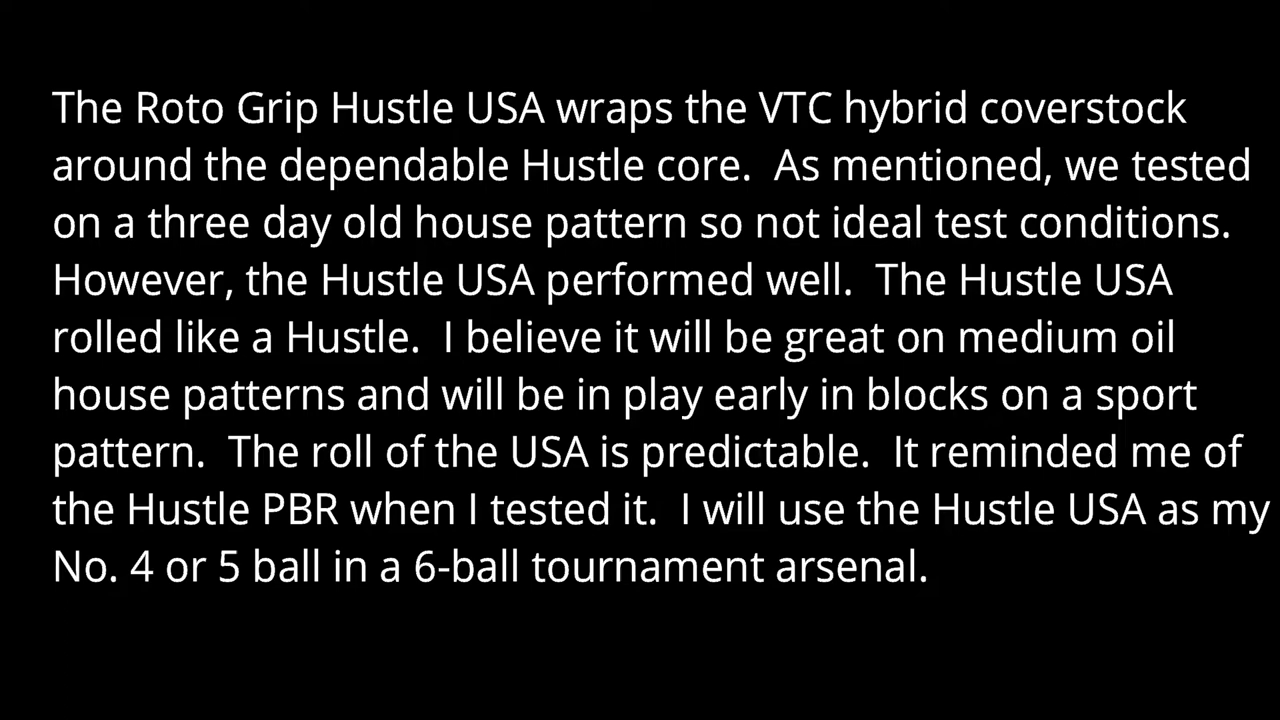 The Roto Grip Hustle USA wraps the VTC hybrid coverstock
around the dependable Hustle core.  As mentioned, we tested
on a three day old house pattern so not ideal test conditions.
However, the Hustle USA performed well.  The Hustle USA
rolled like a Hustle.  I believe it will be great on medium oil
house patterns and will be in play early in blocks on a sport
pattern.  The roll of the USA is predictable.  It reminded me of
the Hustle PBR when I tested it.  I will use the Hustle USA as my
No. 4 or 5 ball in a 6-ball tournament arsenal.